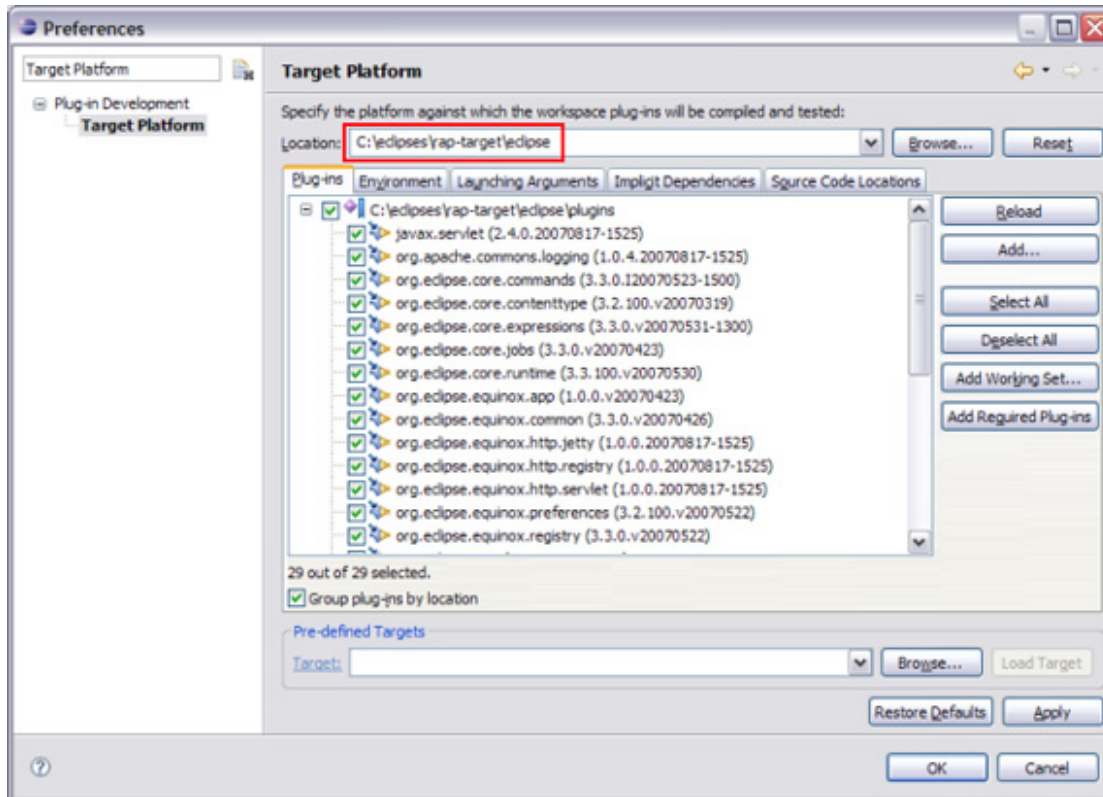 Preferences
Target Platform
Target Platform
Plug-in Development
Target Platform
Specify the platform against which the workspace plug-ins will be compiled and tested:
Location: C:\eclipses\rap-target\eclipse Browse... Reset
Plug-ins Environment Launching Arguments Implicit Dependencies Source Code Locations
C:\eclipses\rap-target\eclipse\plugins Reload
javax.servlet (2.4.0.20070817-1525)
org.apache.commons.logging (1.0.4.20070817-1525) Add...
org.eclipse.core.commands (3.3.0.I20070523-1500)
org.eclipse.core.contenttype (3.2.100.v20070319) Select All
org.eclipse.core.expressions (3.3.0.v20070531-1300)
org.eclipse.core.jobs (3.3.0.v20070423) Deselect All
org.eclipse.core.runtime (3.3.100.v20070530)
org.eclipse.equinox.app (1.0.0.v20070423) Add Working Set...
org.eclipse.equinox.common (3.3.0.v20070426) Add Required Plug-ins
org.eclipse.equinox.http.jetty (1.0.0.20070817-1525)
org.eclipse.equinox.http.registry (1.0.0.20070817-1525)
org.eclipse.equinox.http.servlet (1.0.0.20070817-1525)
org.eclipse.equinox.preferences (3.2.100.v20070522)
org.eclipse.equinox.registry (3.3.0.v20070522)
29 out of 29 selected.
Group plug-ins by location
Pre-defined Targets
Target: Browse... Load Target
Restore Defaults Apply
OK Cancel